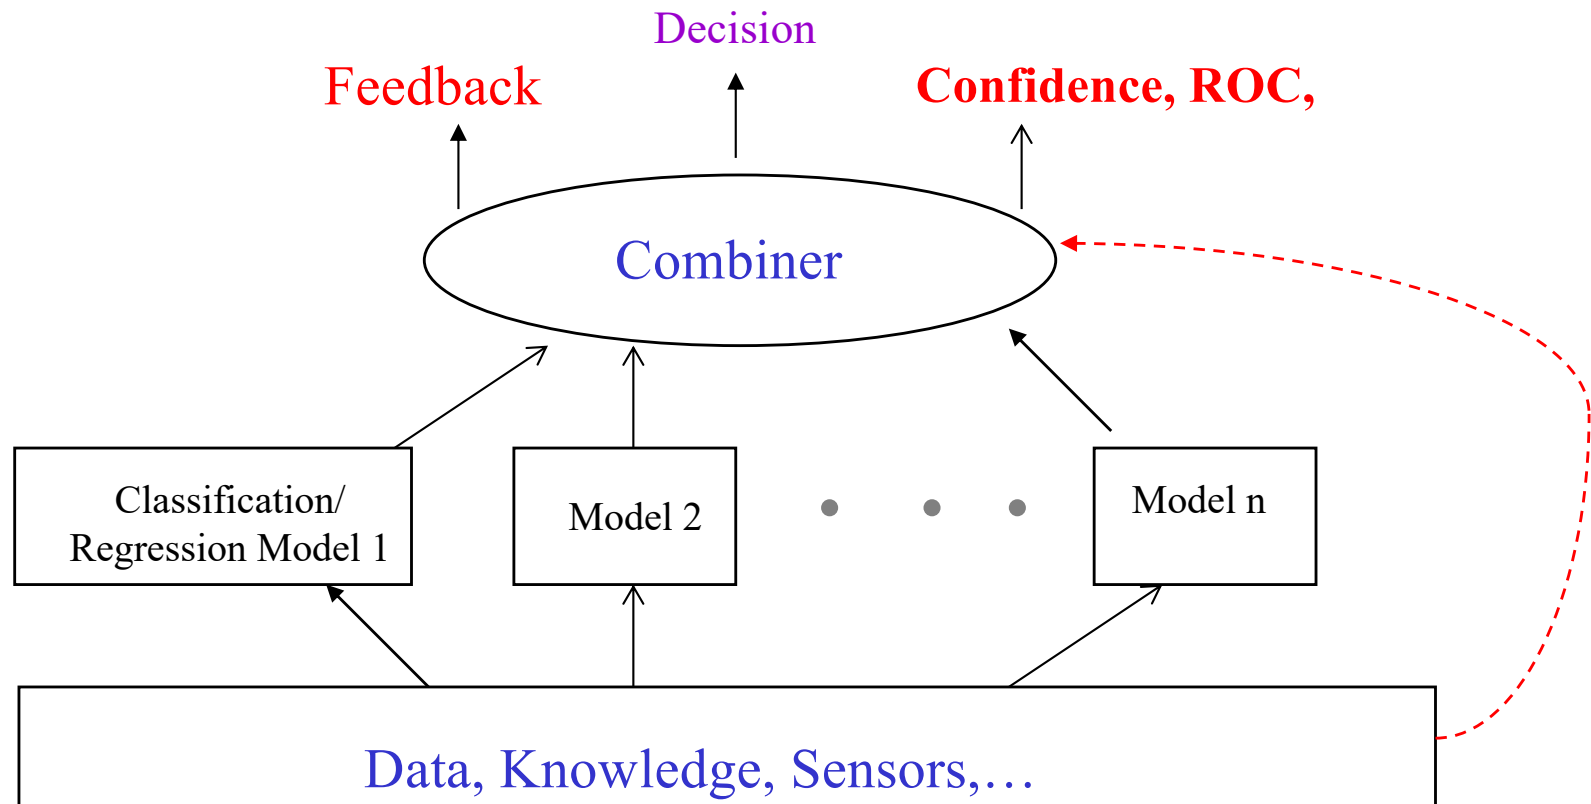 Decision
Feedback
Confidence, ROC,
Combiner
Classification/
Regression Model 1
Model 2
Model n
Data, Knowledge, Sensors,…